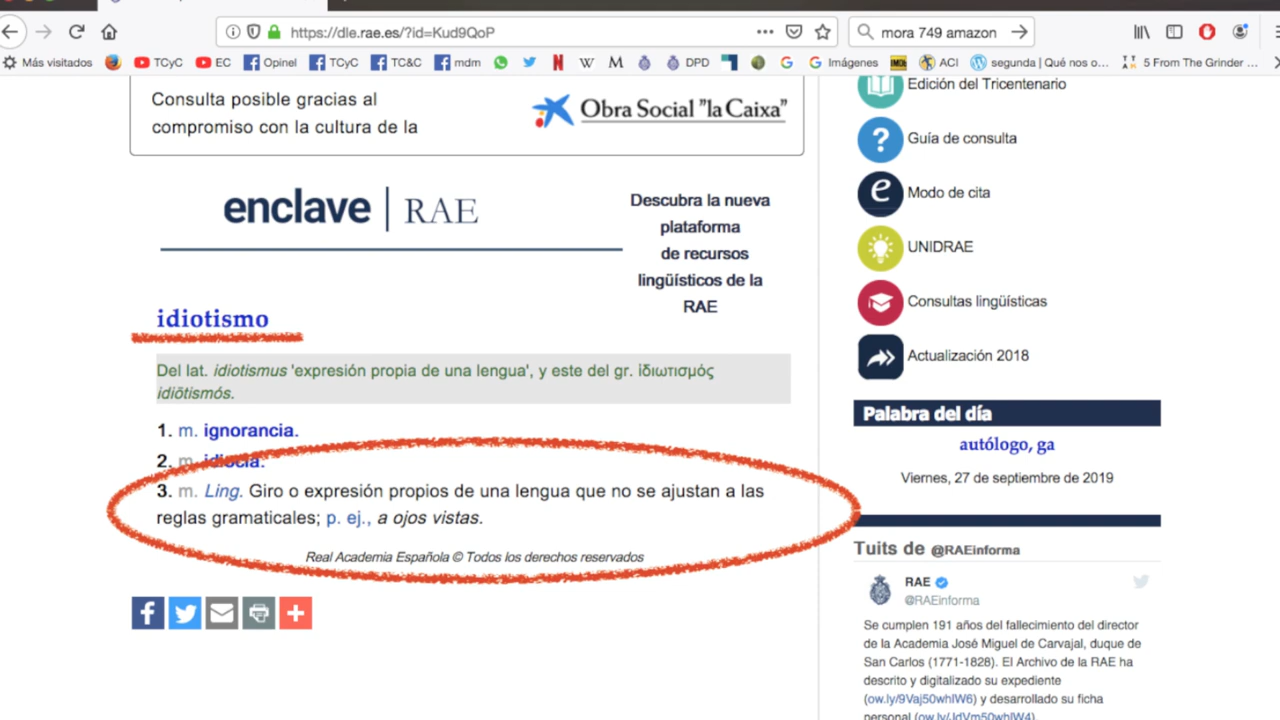 https://dle.rae.es/?id=Kud9QoP
mora 749 amazon
Más visitados
TCyC
EC
Opinel
TCyC
TC&C
mdm
DPD
Imágenes
ACI
segunda | Qué nos o...
5 From The Grinder ...
Consulta posible gracias al
compromiso con la cultura de la
Obra Social "la Caixa"
enclave | RAE
Descubra la nueva
plataforma
de recursos
lingüísticos de la
RAE
idiotismo
Del lat. idiotismus 'expresión propia de una lengua', y este del gr. ἰδιωτισμός
idiōtismós.
1. m. ignorancia.
2. m. idiocia.
3. m. Ling. Giro o expresión propios de una lengua que no se ajustan a las
reglas gramaticales; p. ej., a ojos vistas.
Real Academia Española © Todos los derechos reservados
Edición del Tricentenario
Guía de consulta
Modo de cita
UNIDRAE
Consultas lingüísticas
Actualización 2018
Palabra del día
autólogo, ga
Viernes, 27 de septiembre de 2019
Tuits de @RAEinforma
RAE
@RAEinforma
Se cumplen 191 años del fallecimiento del director
de la Academia José Miguel de Carvajal, duque de
San Carlos (1771-1828). El Archivo de la RAE ha
descrito y digitalizado su expediente
(ow.ly/9Vaj50whlW6) y desarrollado su ficha
personal (ow.ly/JdVm50whlW4).